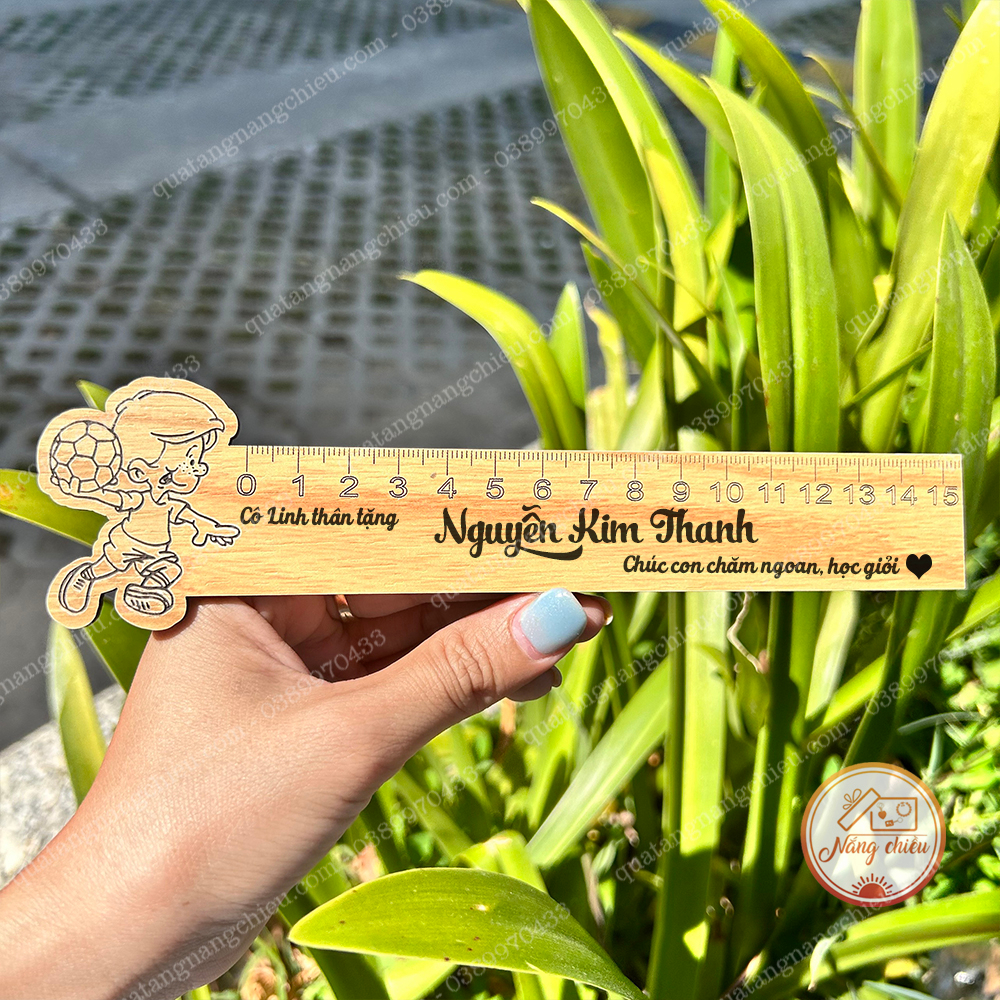 quatangnangchieu.com - 0389970433
0 1 2 3 4 5 6 7 8 9 10 11 12 13 14 15
Cô Linh thân tặng
Nguyễn Kim Thanh
Chúc con chăm ngoan, học giỏi
Nắng chiều